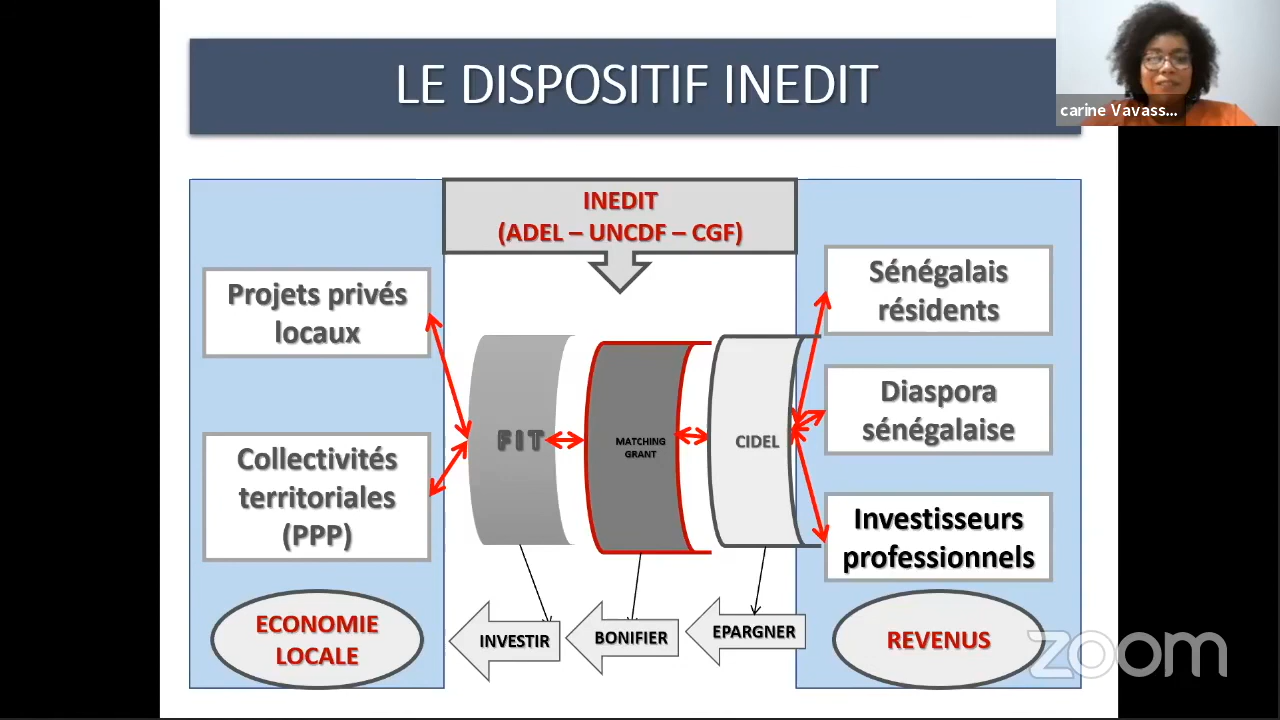 LE DISPOSITIF INEDIT
carine Vavass...
INEDIT
(ADEL – UNCDF – CGF)
Projets privés
locaux
Collectivités
territoriales
(PPP)
FIT
MATCHING
GRANT
CIDEL
Sénégalais
résidents
Diaspora
sénégalaise
Investisseurs
professionnels
ECONOMIE
LOCALE
INVESTIR
BONIFIER
EPARGNER
REVENUS
zoom